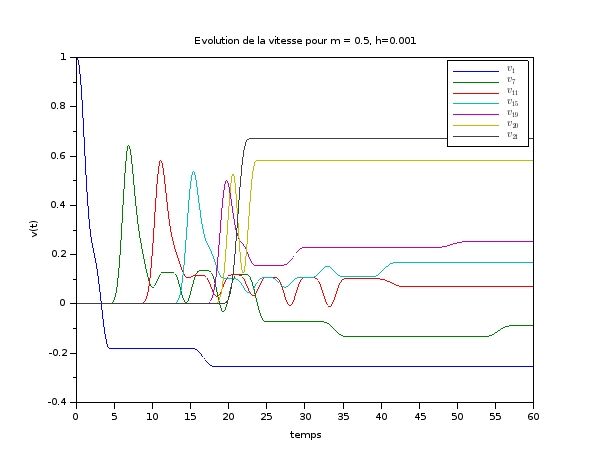 Evolution de la vitesse pour m = 0.5, h=0.001
v(t)
1
0.8
0.6
0.4
0.2
0
-0.2
-0.4
0 5 10 15 20 25 30 35 40 45 50 55 60
temps
v1
v7
v11
v15
v19
v20
v21